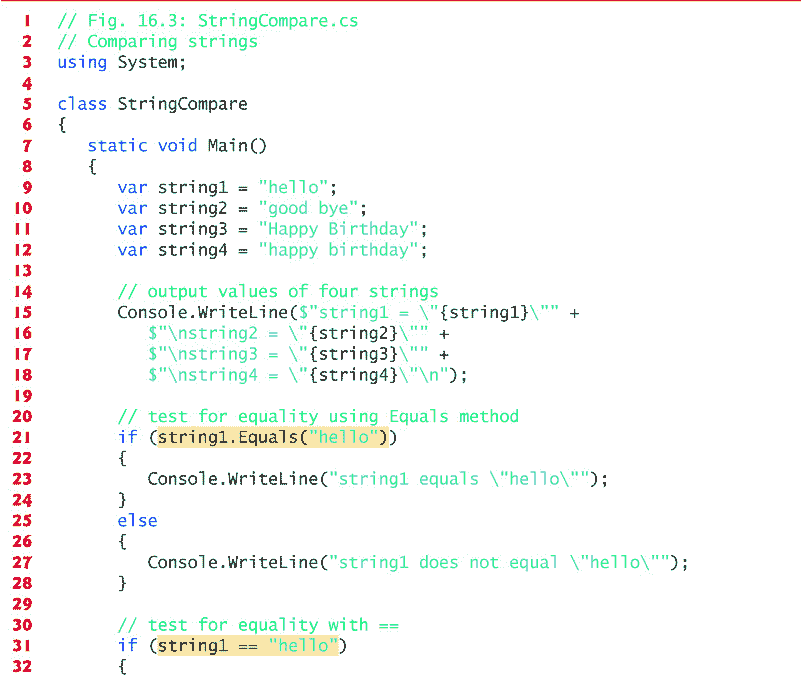 1 // Fig. 16.3: StringCompare.cs
2 // Comparing strings
3 using System;
4
5 class StringCompare
6 {
7 static void Main()
8 {
9 var string1 = "hello";
10 var string2 = "good bye";
11 var string3 = "Happy Birthday";
12 var string4 = "happy birthday";
13
14 // output values of four strings
15 Console.WriteLine($"string1 = \"{string1}\"" +
16 $"\nstring2 = \"{string2}\"" +
17 $"\nstring3 = \"{string3}\"" +
18 $"\nstring4 = \"{string4}\"\n");
19
20 // test for equality using Equals method
21 if (string1.Equals("hello"))
22 {
23 Console.WriteLine("string1 equals \"hello\"");
24 }
25 else
26 {
27 Console.WriteLine("string1 does not equal \"hello\"");
28 }
29
30 // test for equality with ==
31 if (string1 == "hello")
32 {